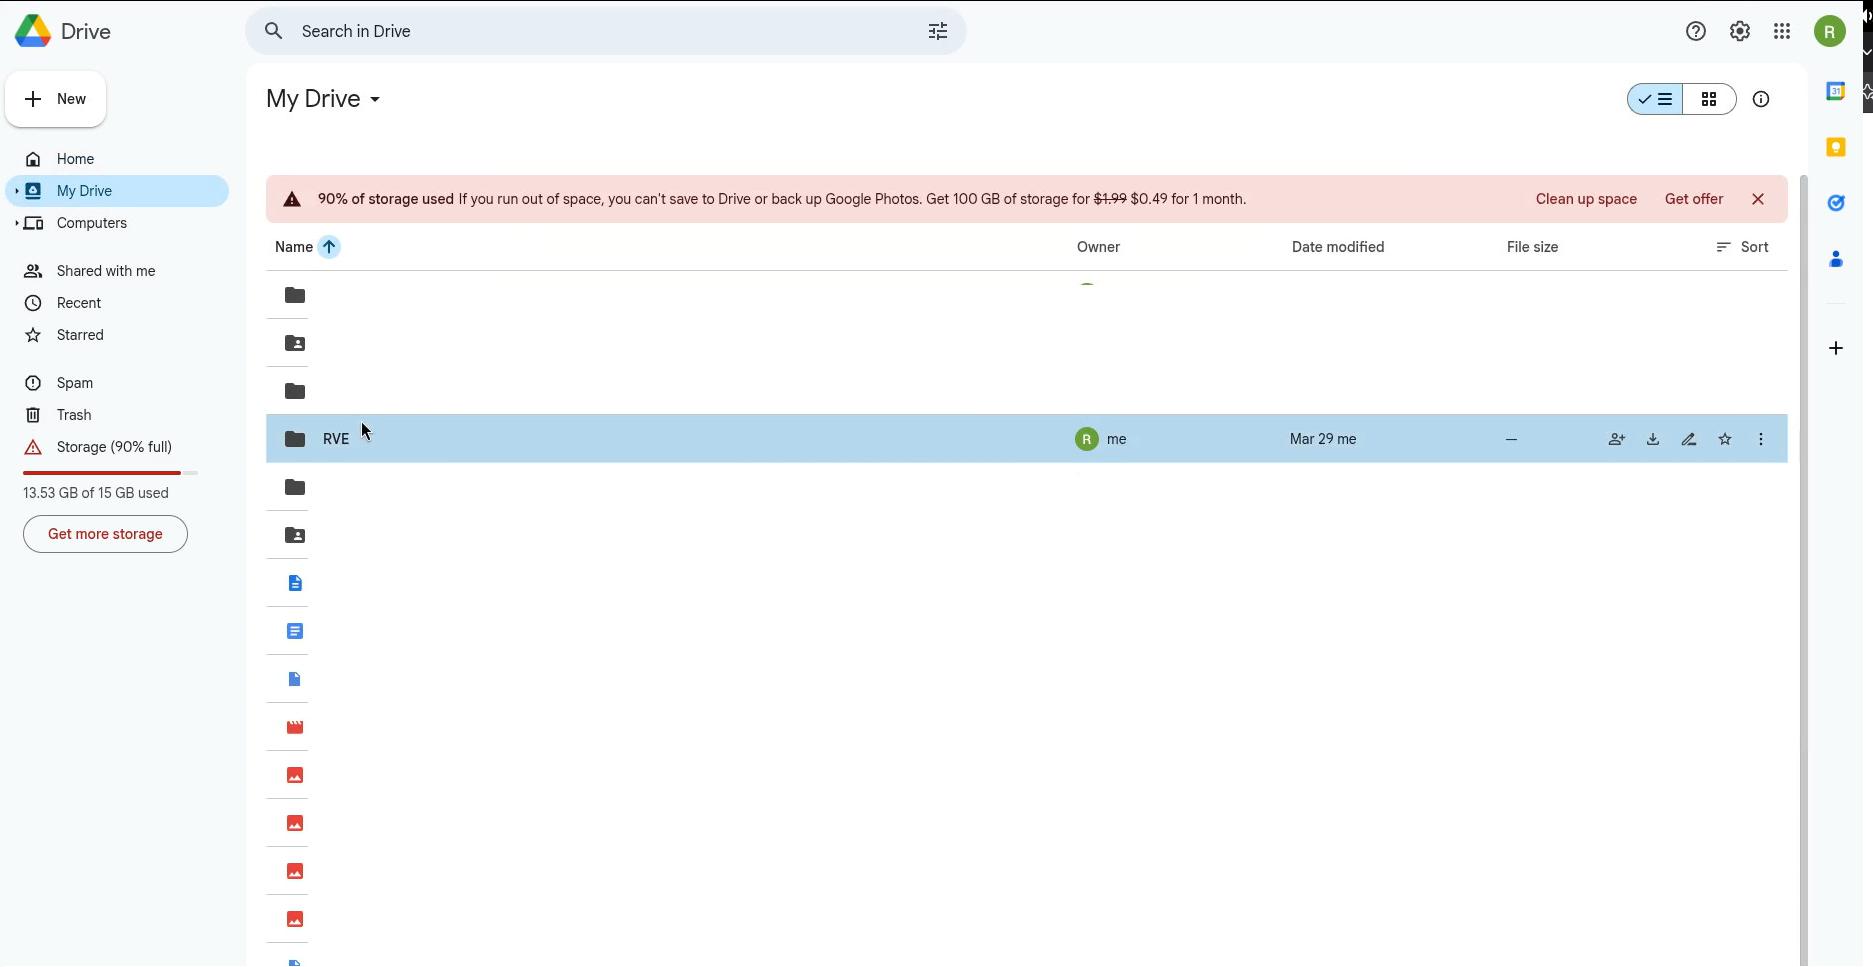 Drive
Search in Drive
R
New
My Drive
Home
My Drive
Computers
Shared with me
Recent
Starred
Spam
Trash
Storage (90% full)
13.53 GB of 15 GB used
Get more storage
90% of storage used If you run out of space, you can't save to Drive or back up Google Photos. Get 100 GB of storage for $1.99 $0.49 for 1 month. Clean up space Get offer
Name Owner Date modified File size Sort
RVE R me Mar 29 me —
31